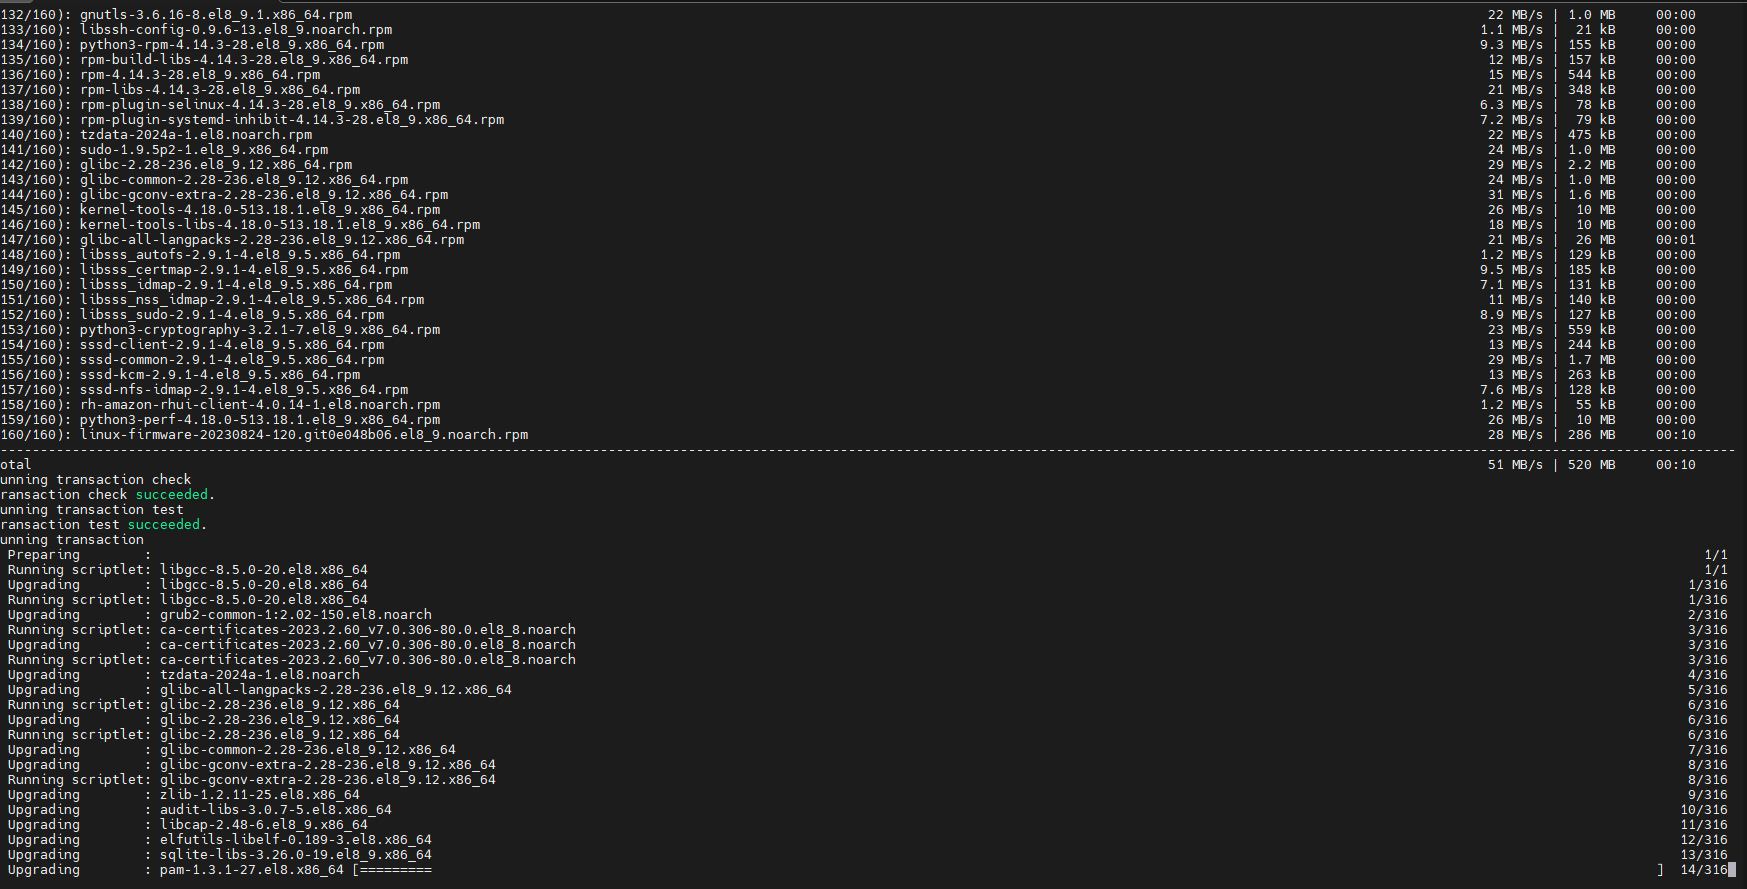 132/160): gnutls-3.6.16-8.el8_9.1.x86_64.rpm 22 MB/s | 1.0 MB 00:00
133/160): libssh-config-0.9.6-13.el8_9.noarch.rpm 1.1 MB/s | 21 kB 00:00
134/160): python3-rpm-4.14.3-28.el8_9.x86_64.rpm 9.3 MB/s | 155 kB 00:00
135/160): rpm-build-libs-4.14.3-28.el8_9.x86_64.rpm 12 MB/s | 157 kB 00:00
136/160): rpm-4.14.3-28.el8_9.x86_64.rpm 15 MB/s | 544 kB 00:00
137/160): rpm-libs-4.14.3-28.el8_9.x86_64.rpm 21 MB/s | 348 kB 00:00
138/160): rpm-plugin-selinux-4.14.3-28.el8_9.x86_64.rpm 6.3 MB/s | 78 kB 00:00
139/160): rpm-plugin-systemd-inhibit-4.14.3-28.el8_9.x86_64.rpm 7.2 MB/s | 79 kB 00:00
140/160): tzdata-2024a-1.el8.noarch.rpm 22 MB/s | 475 kB 00:00
141/160): sudo-1.9.5p2-1.el8_9.x86_64.rpm 24 MB/s | 1.0 MB 00:00
142/160): glibc-2.28-236.el8_9.12.x86_64.rpm 29 MB/s | 2.2 MB 00:00
143/160): glibc-common-2.28-236.el8_9.12.x86_64.rpm 24 MB/s | 1.0 MB 00:00
144/160): glibc-gconv-extra-2.28-236.el8_9.12.x86_64.rpm 31 MB/s | 1.6 MB 00:00
145/160): kernel-tools-4.18.0-513.18.1.el8_9.x86_64.rpm 26 MB/s | 10 MB 00:00
146/160): kernel-tools-libs-4.18.0-513.18.1.el8_9.x86_64.rpm 18 MB/s | 10 MB 00:00
147/160): glibc-all-langpacks-2.28-236.el8_9.12.x86_64.rpm 21 MB/s | 26 MB 00:01
148/160): libsss_autofs-2.9.1-4.el8_9.5.x86_64.rpm 1.2 MB/s | 129 kB 00:00
149/160): libsss_certmap-2.9.1-4.el8_9.5.x86_64.rpm 9.5 MB/s | 185 kB 00:00
150/160): libsss_idmap-2.9.1-4.el8_9.5.x86_64.rpm 7.1 MB/s | 131 kB 00:00
151/160): libsss_nss_idmap-2.9.1-4.el8_9.5.x86_64.rpm 11 MB/s | 140 kB 00:00
152/160): libsss_sudo-2.9.1-4.el8_9.5.x86_64.rpm 8.9 MB/s | 127 kB 00:00
153/160): python3-cryptography-3.2.1-7.el8_9.x86_64.rpm 23 MB/s | 559 kB 00:00
154/160): sssd-client-2.9.1-4.el8_9.5.x86_64.rpm 13 MB/s | 244 kB 00:00
155/160): sssd-common-2.9.1-4.el8_9.5.x86_64.rpm 29 MB/s | 1.7 MB 00:00
156/160): sssd-kcm-2.9.1-4.el8_9.5.x86_64.rpm 13 MB/s | 263 kB 00:00
157/160): sssd-nfs-idmap-2.9.1-4.el8_9.5.x86_64.rpm 7.6 MB/s | 128 kB 00:00
158/160): rh-amazon-rhui-client-4.0.14-1.el8.noarch.rpm 1.2 MB/s | 55 kB 00:00
159/160): python3-perf-4.18.0-513.18.1.el8_9.x86_64.rpm 26 MB/s | 10 MB 00:00
160/160): linux-firmware-20230824-120.git0e048b06.el8_9.noarch.rpm 28 MB/s | 286 MB 00:10
otal 51 MB/s | 520 MB 00:10
unning transaction check
ransaction check succeeded.
unning transaction test
ransaction test succeeded.
unning transaction
Preparing : 1/1
Running scriptlet: libgcc-8.5.0-20.el8.x86_64 1/1
Upgrading : libgcc-8.5.0-20.el8.x86_64 1/316
Running scriptlet: libgcc-8.5.0-20.el8.x86_64 1/316
Upgrading : grub2-common-1:2.02-150.el8.noarch 2/316
Running scriptlet: ca-certificates-2023.2.60_v7.0.306-80.0.el8_8.noarch 3/316
Upgrading : ca-certificates-2023.2.60_v7.0.306-80.0.el8_8.noarch 3/316
Running scriptlet: ca-certificates-2023.2.60_v7.0.306-80.0.el8_8.noarch 3/316
Upgrading : tzdata-2024a-1.el8.noarch 4/316
Upgrading : glibc-all-langpacks-2.28-236.el8_9.12.x86_64 5/316
Running scriptlet: glibc-2.28-236.el8_9.12.x86_64 6/316
Upgrading : glibc-2.28-236.el8_9.12.x86_64 6/316
Running scriptlet: glibc-2.28-236.el8_9.12.x86_64 6/316
Upgrading : glibc-common-2.28-236.el8_9.12.x86_64 7/316
Upgrading : glibc-gconv-extra-2.28-236.el8_9.12.x86_64 8/316
Running scriptlet: glibc-gconv-extra-2.28-236.el8_9.12.x86_64 8/316
Upgrading : zlib-1.2.11-25.el8.x86_64 9/316
Upgrading : audit-libs-3.0.7-5.el8.x86_64 10/316
Upgrading : libcap-2.48-6.el8_9.x86_64 11/316
Upgrading : elfutils-libelf-0.189-3.el8.x86_64 12/316
Upgrading : sqlite-libs-3.26.0-19.el8_9.x86_64 13/316
Upgrading : pam-1.3.1-27.el8.x86_64 [========= ] 14/316